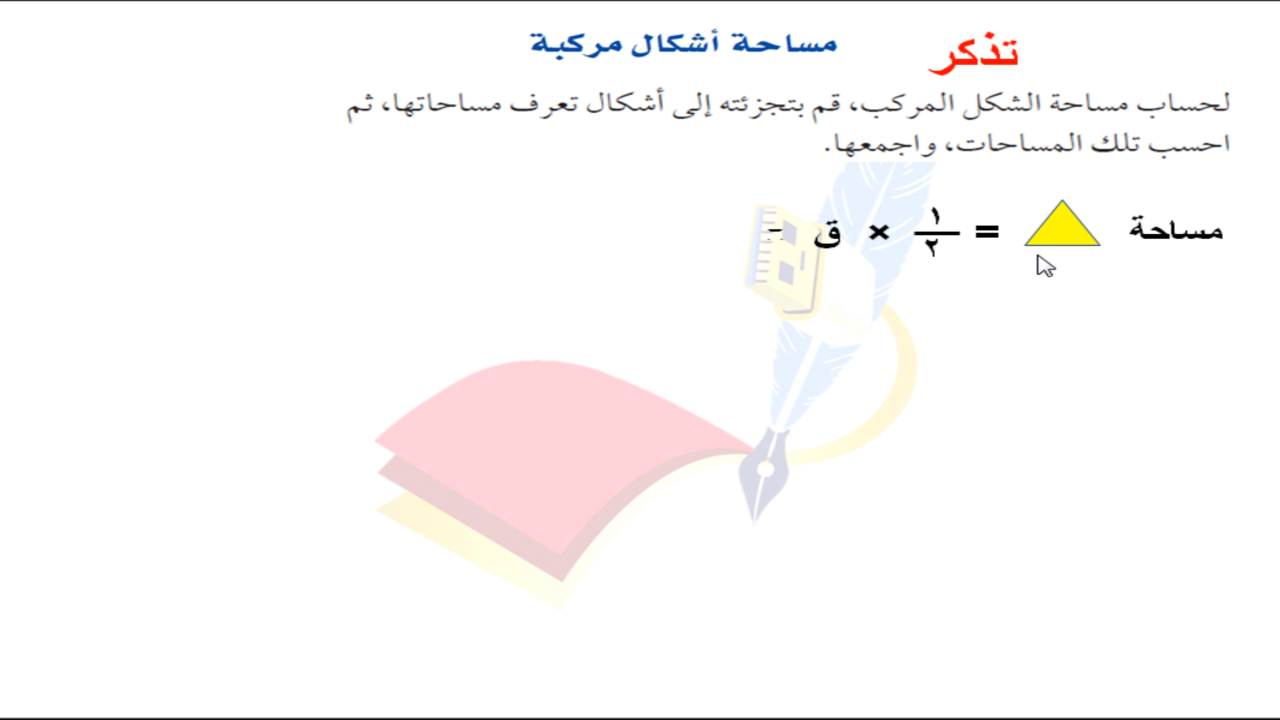 تذكر مساحة أشكال مركبة
لحساب مساحة الشكل المركب، قم بتجزئته إلى أشكال تعرف مساحاتها، ثم
احسب تلك المساحات، واجمعها.
مساحة = ١/٢ × ق